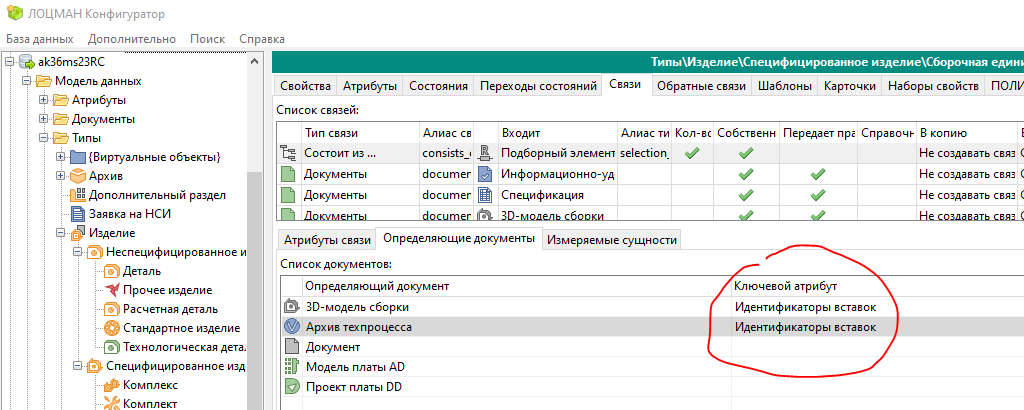 ЛОЦМАН Конфигуратор
База данных Дополнительно Поиск Справка
ak36ms23RC
Модель данных
Атрибуты
Документы
Типы
{Виртуальные объекты}
Архив
Дополнительный раздел
Заявка на НСИ
Изделие
Неспецифицированное и
Деталь
Прочее изделие
Расчетная деталь
Стандартное изделие
Технологическая дета
Специфицированное изд
Комплекс
Комплект
Типы\Изделие\Специфицированное изделие\Сборочная един
Свойства Атрибуты Состояния Переходы состояний Связи Обратные связи Шаблоны Карточки Наборы свойств ПОЛИ
Список связей:
Тип связи Алиас св Входит Алиас ти Кол-во Собственн Передает пра Справочн В копию
Состоит из ... consists_ Подборный элемент selection_ Не создавать связ
Документы documen Информационно-уд Не создавать связ
Документы documen Спецификация Не создавать связ
Документы documen 3D-модель сборки Не создавать связ
Атрибуты связи Определяющие документы Измеряемые сущности
Список документов:
Определяющий документ Ключевой атрибут
3D-модель сборки Идентификаторы вставок
Архив техпроцесса Идентификаторы вставок
Документ
Модель платы AD
Проект платы DD